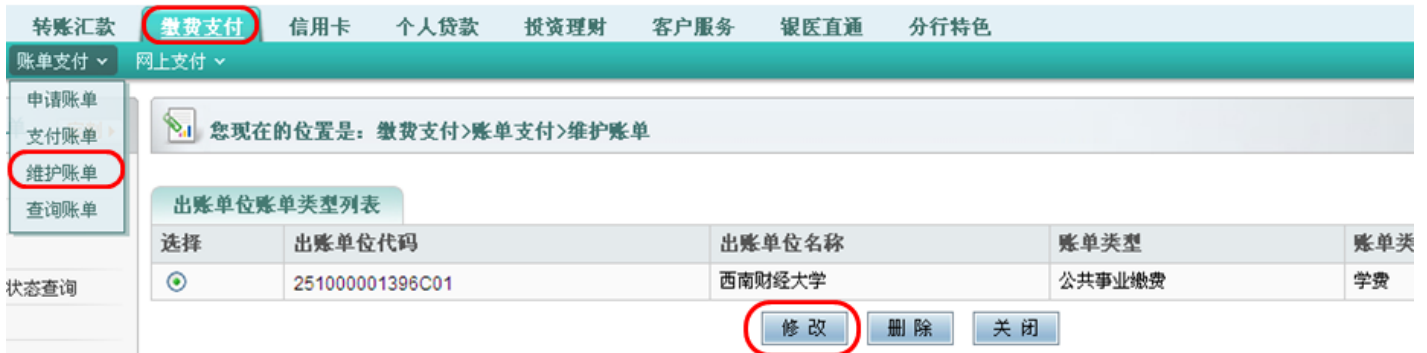 转账汇款 缴费支付 信用卡 个人贷款 投资理财 客户服务 银医直通 分行特色
账单支付 网上支付
申请账单
支付账单
维护账单
查询账单
您现在的位置是：缴费支付>账单支付>维护账单
出账单位账单类型列表
选择 出账单位代码 出账单位名称 账单类型 账单类
251000001396C01 西南财经大学 公共事业缴费 学费
状态查询
修 改 删 除 关 闭